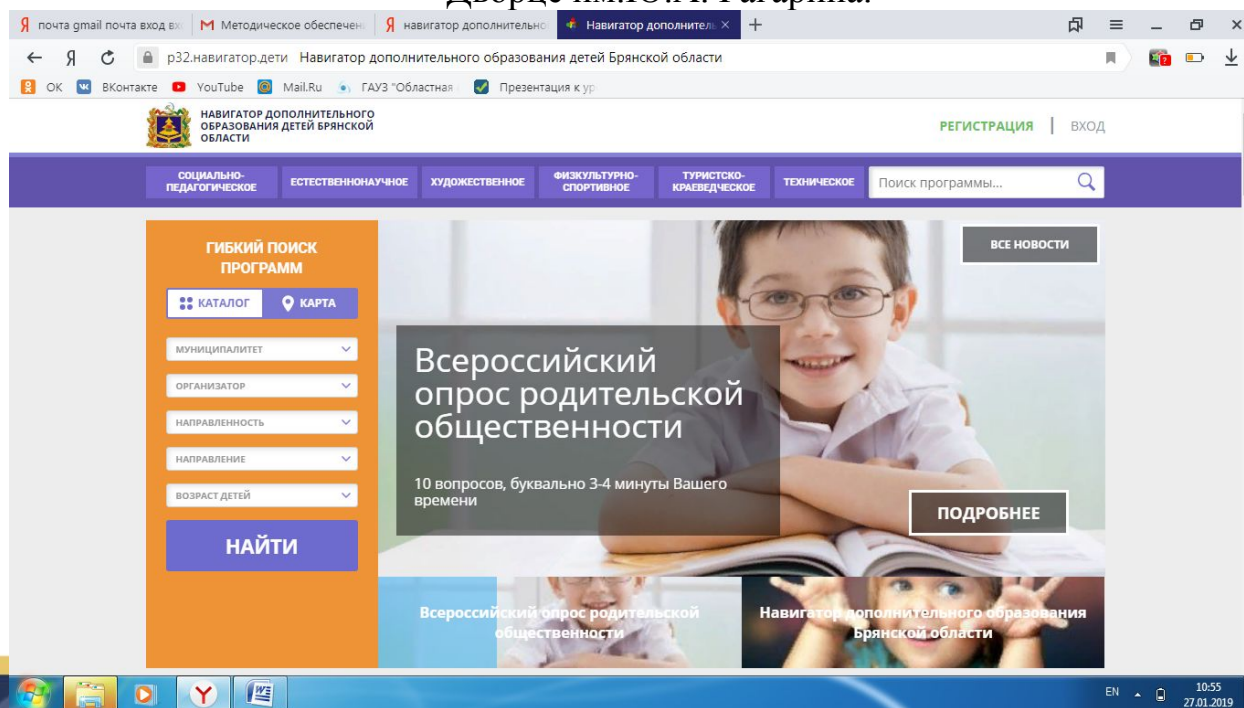 Дворце им.Ю.А. Гагарина.
почта gmail почта вход вх
Методическое обеспечен
навигатор дополнительно
Навигатор дополнитель
р32.навигатор.дети Навигатор дополнительного образования детей Брянской области
ОК
ВКонтакте
YouTube
Mail.Ru
ГАУЗ "Областная
Презентация к ур
НАВИГАТОР ДОПОЛНИТЕЛЬНОГО
ОБРАЗОВАНИЯ ДЕТЕЙ БРЯНСКОЙ
ОБЛАСТИ
РЕГИСТРАЦИЯ | ВХОД
СОЦИАЛЬНО-
ПЕДАГОГИЧЕСКОЕ
ЕСТЕСТВЕННОНАУЧНОЕ
ХУДОЖЕСТВЕННОЕ
ФИЗКУЛЬТУРНО-
СПОРТИВНОЕ
ТУРИСТСКО-
КРАЕВЕДЧЕСКОЕ
ТЕХНИЧЕСКОЕ
Поиск программы...
ГИБКИЙ ПОИСК
ПРОГРАММ
КАТАЛОГ
КАРТА
МУНИЦИПАЛИТЕТ
ОРГАНИЗАТОР
НАПРАВЛЕННОСТЬ
НАПРАВЛЕНИЕ
ВОЗРАСТ ДЕТЕЙ
НАЙТИ
ВСЕ НОВОСТИ
Всероссийский
опрос родительской
общественности
10 вопросов, буквально 3-4 минуты Вашего
времени
ПОДРОБНЕЕ
Всероссийский опрос родительской
общественности
Навигатор дополнительного образования
Брянской области
EN
10:55
27.01.2019